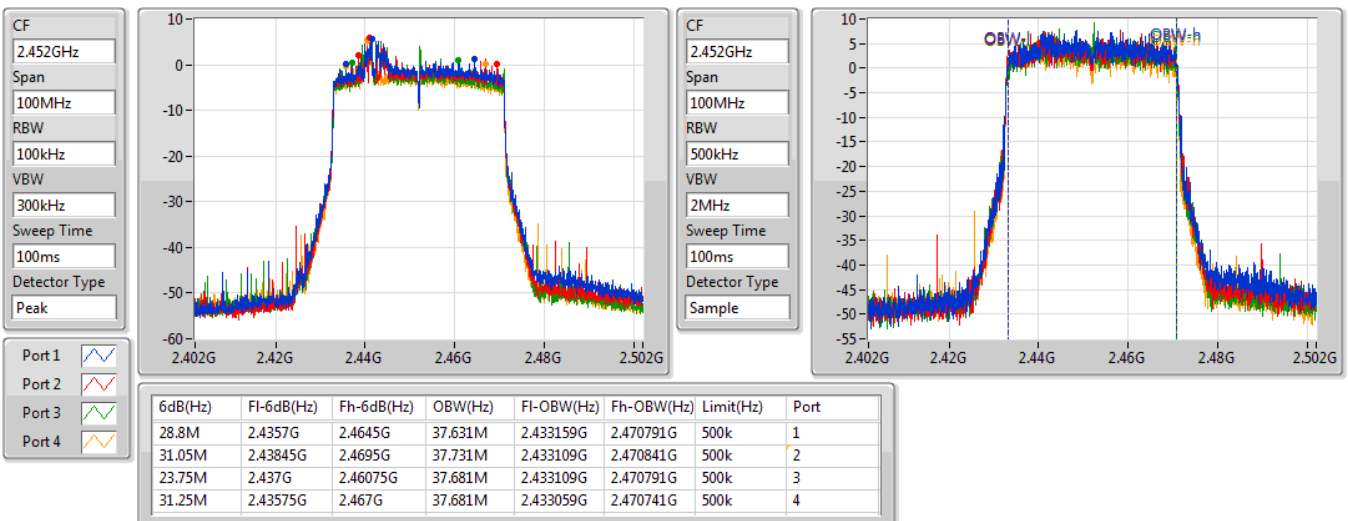 CF
2.452GHz
Span
100MHz
RBW
100kHz
VBW
300kHz
Sweep Time
100ms
Detector Type
Peak
10
0
-10
-20
-30
-40
-50
-60
2.402G 2.42G 2.44G 2.46G 2.48G 2.502G
CF
2.452GHz
Span
100MHz
RBW
500kHz
VBW
2MHz
Sweep Time
100ms
Detector Type
Sample
10
5
0
-5
-10
-15
-20
-25
-30
-35
-40
-45
-50
-55
OBW-l OBW-h
2.402G 2.42G 2.44G 2.46G 2.48G 2.502G
Port 1
Port 2
Port 3
Port 4
6dB(Hz) Fl-6dB(Hz) Fh-6dB(Hz) OBW(Hz) Fl-OBW(Hz) Fh-OBW(Hz) Limit(Hz) Port
28.8M 2.4357G 2.4645G 37.631M 2.433159G 2.470791G 500k 1
31.05M 2.43845G 2.4695G 37.731M 2.433109G 2.470841G 500k 2
23.75M 2.437G 2.46075G 37.681M 2.433109G 2.470791G 500k 3
31.25M 2.43575G 2.467G 37.681M 2.433059G 2.470741G 500k 4